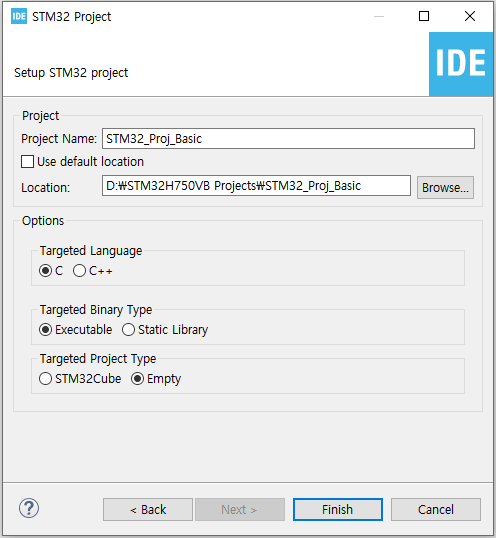 IDE STM32 Project
Setup STM32 project
IDE
Project
Project Name: STM32_Proj_Basic
Use default location
Location: D:₩STM32H750VB Projects₩STM32_Proj_Basic Browse...
Options
Targeted Language
C C++
Targeted Binary Type
Executable Static Library
Targeted Project Type
STM32Cube Empty
? < Back Next > Finish Cancel